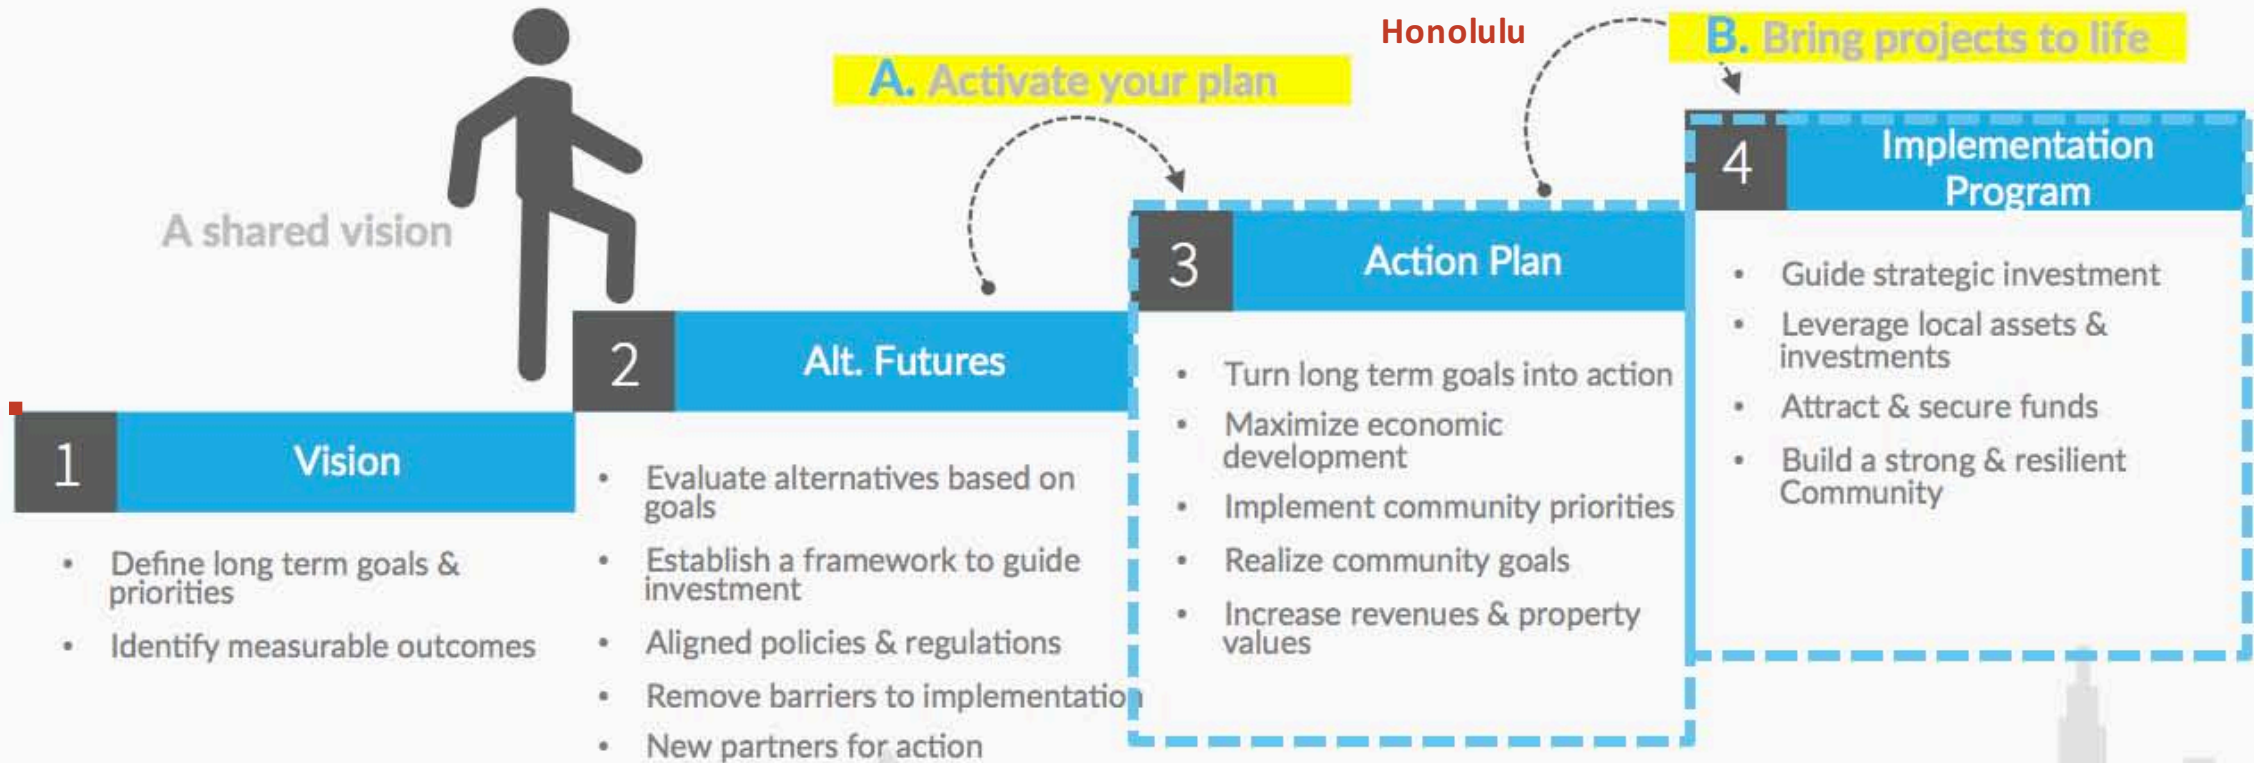 Honolulu
B. Bring projects to life
A. Activate your plan
A shared vision
1 Vision
• Define long term goals &
priorities
• Identify measurable outcomes
2 Alt. Futures
• Evaluate alternatives based on
goals
• Establish a framework to guide
investment
• Aligned policies & regulations
• Remove barriers to implementation
• New partners for action
3 Action Plan
• Turn long term goals into action
• Maximize economic
development
• Implement community priorities
• Realize community goals
• Increase revenues & property
values
4 Implementation
Program
• Guide strategic investment
• Leverage local assets &
investments
• Attract & secure funds
• Build a strong & resilient
Community